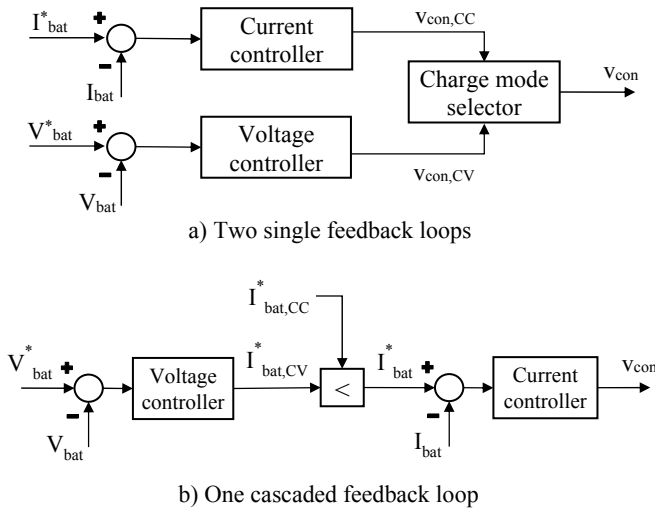 I*bat
+
−
Ibat
Current
controller
vcon,CC
V*bat
+
−
Vbat
Voltage
controller
vcon,CV
Charge mode
selector
vcon
a) Two single feedback loops
I*bat,CC
V*bat
+
−
Vbat
Voltage
controller
I*bat,CV
<
I*bat
+
−
Ibat
Current
controller
vcon
b) One cascaded feedback loop